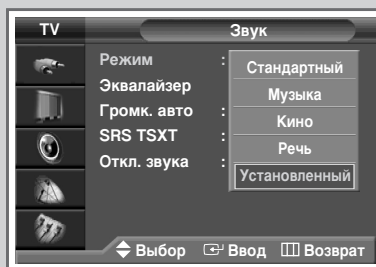 TV Звук
Режим : Стандартный
Эквалайзер Музыка
Громк. авто : Кино
SRS TSXT : Речь
Откл. звука : Установленный
Выбор Ввод Возврат